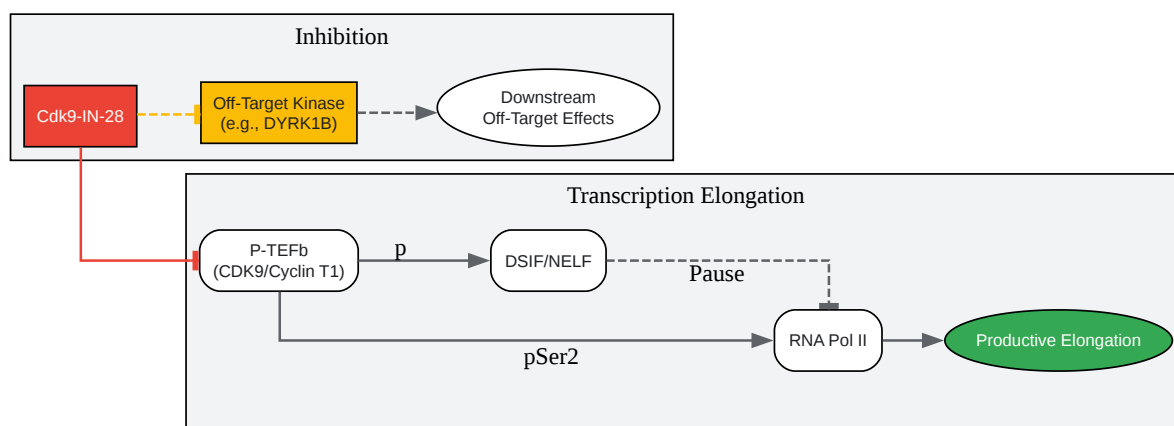 Inhibition
Cdk9-IN-28
Off-Target Kinase
(e.g., DYRK1B)
Downstream
Off-Target Effects
Transcription Elongation
P-TEFb
(CDK9/Cyclin T1)
p
DSIF/NELF
Pause
pSer2
RNA Pol II
Productive Elongation